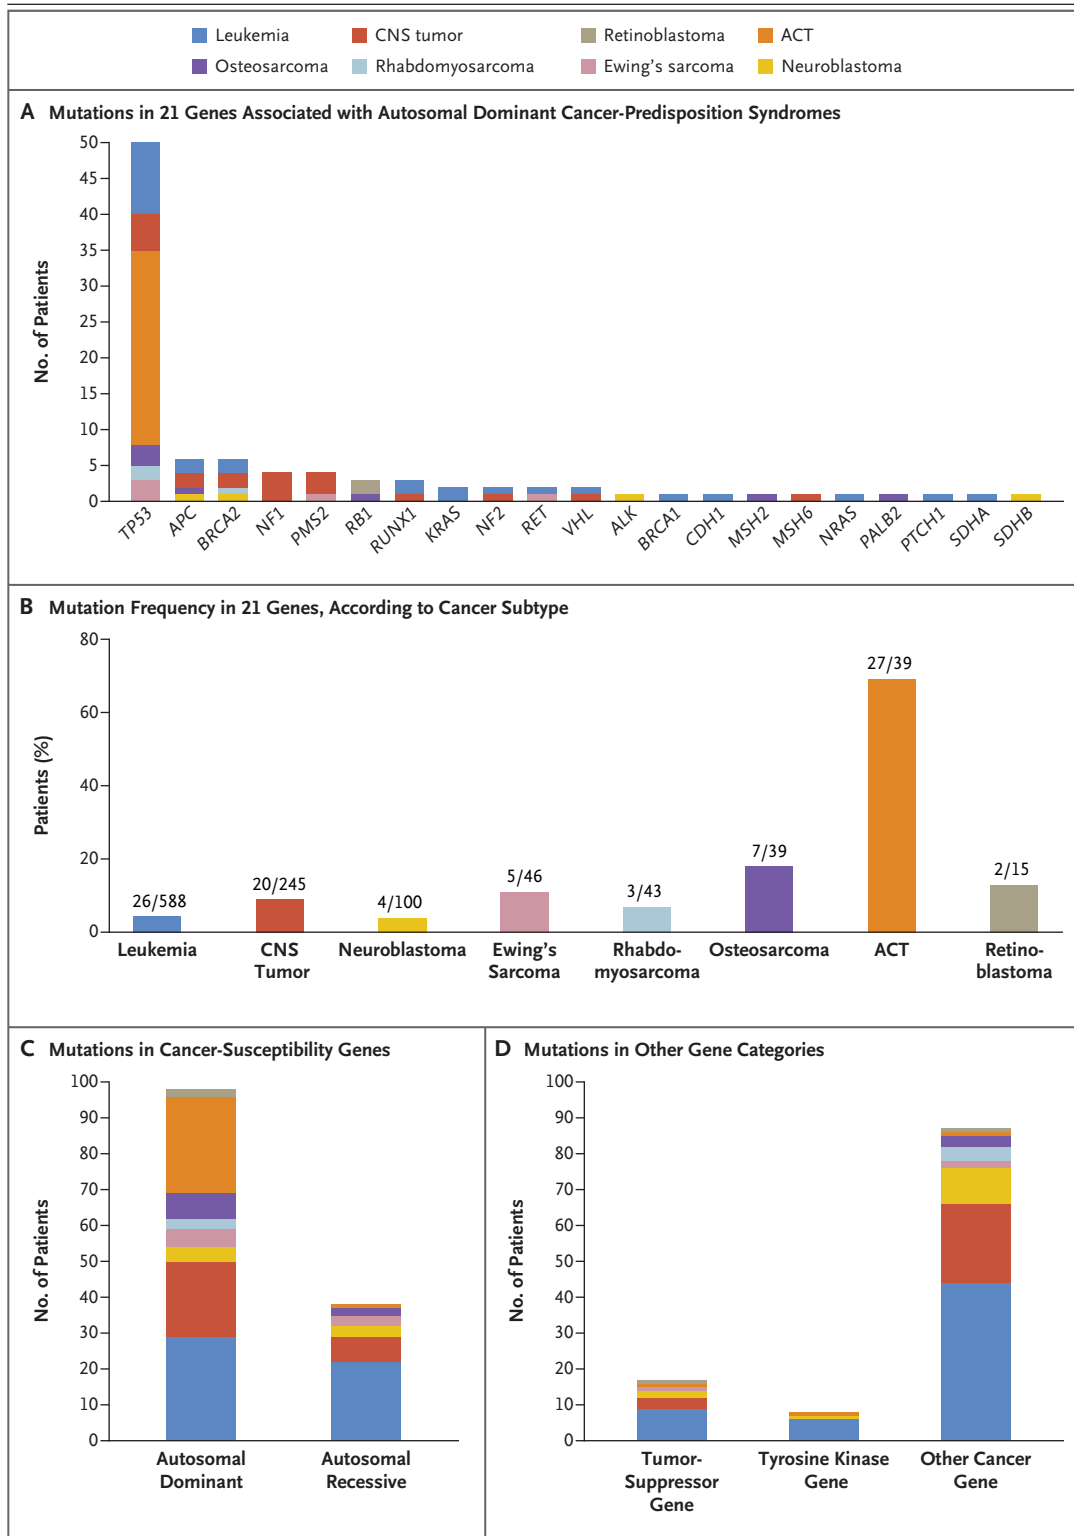 Leukemia CNS tumor Retinoblastoma ACT
Osteosarcoma Rhabdomyosarcoma Ewing's sarcoma Neuroblastoma
A Mutations in 21 Genes Associated with Autosomal Dominant Cancer-Predisposition Syndromes
No. of Patients
50
45
40
35
30
25
20
15
10
5
0
TP53 APC BRCA2 NF1 PMS2 RB1 RUNX1 KRAS NF2 RET VHL ALK BRCA1 CDH1 MSH2 MSH6 NRAS PALB2 PTCH1 SDHA SDHB
B Mutation Frequency in 21 Genes, According to Cancer Subtype
Patients (%)
80
60
40
20
0
26/588 20/245 4/100 5/46 3/43 7/39 27/39 2/15
Leukemia CNS Neuroblastoma Ewing's Rhabdo- Osteosarcoma ACT Retino-
Tumor Sarcoma myosarcoma blastoma
C Mutations in Cancer-Susceptibility Genes
No. of Patients
100
90
80
70
60
50
40
30
20
10
0
Autosomal Autosomal
Dominant Recessive
D Mutations in Other Gene Categories
No. of Patients
100
90
80
70
60
50
40
30
20
10
0
Tumor- Tyrosine Kinase Other Cancer
Suppressor Gene Gene
Gene